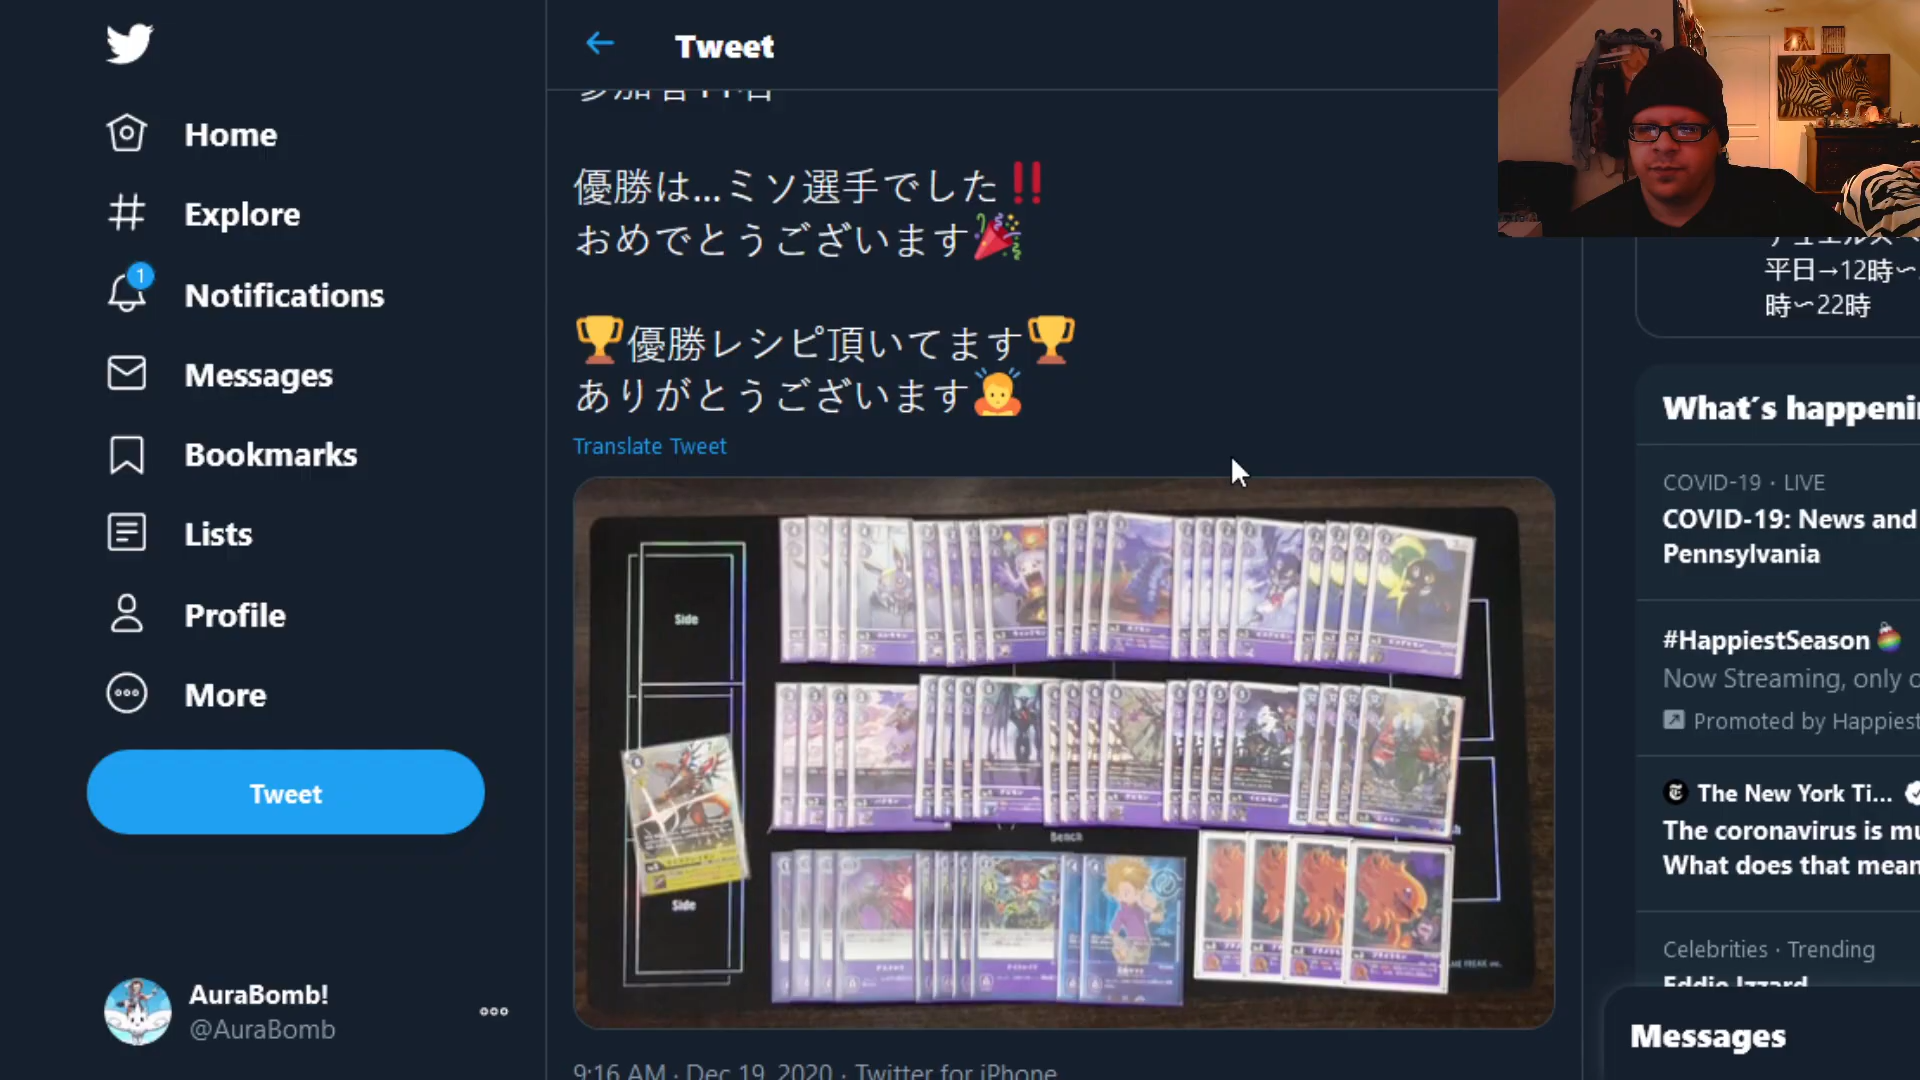 Tweet
優勝は...ミソ選手でした‼
おめでとうございます🎉
🏆優勝レシピ頂いてます🏆
ありがとうございます🙇
Translate Tweet
Side
Side
Bench
9:16 AM · Dec 19, 2020 · Twitter for iPhone
Home
Explore
1
Notifications
Messages
Bookmarks
Lists
Profile
More
Tweet
AuraBomb!
@AuraBomb
平日→12時〜
時〜22時
What's happeni
COVID-19 · LIVE
COVID-19: News and
Pennsylvania
#HappiestSeason
Now Streaming, only
Promoted by Happiest
The New York Ti...
The coronavirus is mu
What does that mean
Celebrities · Trending
Eddie Izzard
Messages